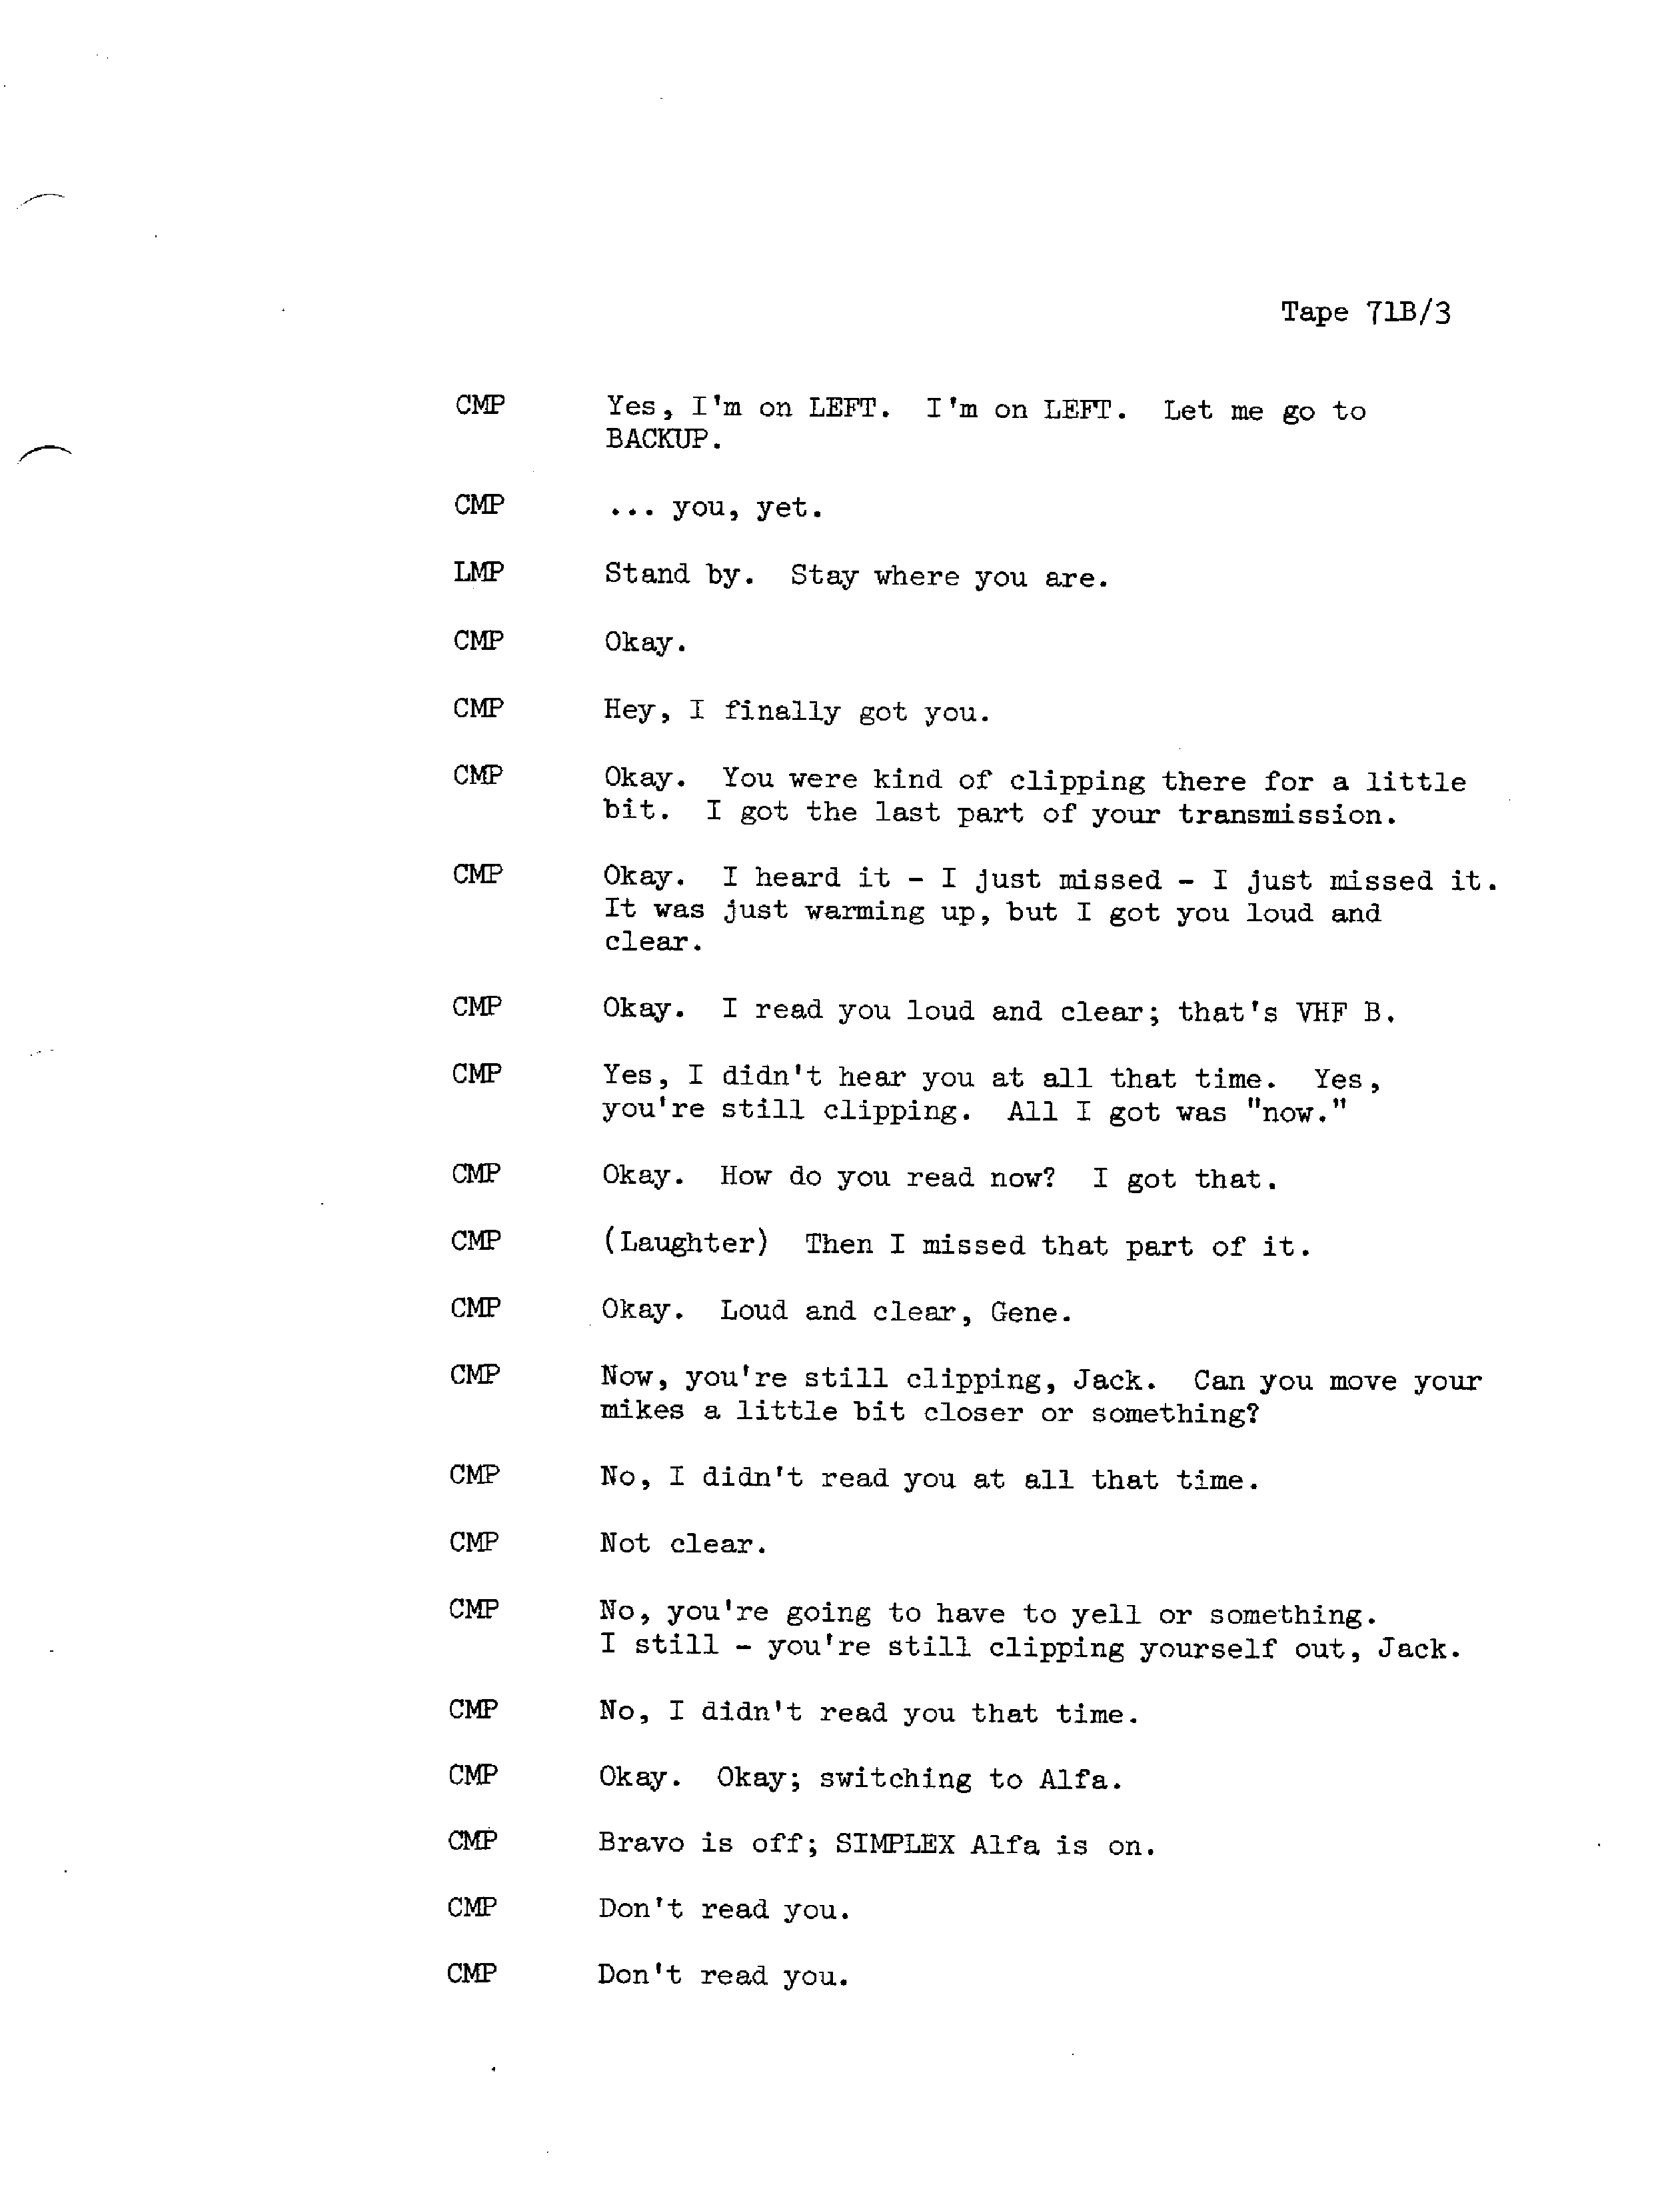 Tape 71B/3
CMP Yes, I'm on LEFT. I'm on LEFT. Let me go to
BACKUP.
CMP ... you, yet.
LMP Stand by. Stay where you are.
CMP Okay.
CMP Hey, I finally got you.
CMP Okay. You were kind of clipping there for a little
bit. I got the last part of your transmission.
CMP Okay. I heard it - I just missed - I just missed it.
It was just warming up, but I got you loud and
clear.
CMP Okay. I read you loud and clear; that's VHF B.
CMP Yes, I didn't hear you at all that time. Yes,
you're still clipping. All I got was "now."
CMP Okay. How do you read now? I got that.
CMP (Laughter) Then I missed that part of it.
CMP Okay. Loud and clear, Gene.
CMP Now, you're still clipping, Jack. Can you move your
mikes a little bit closer or something?
CMP No, I didn't read you at all that time.
CMP Not clear.
CMP No, you're going to have to yell or something.
I still - you're still clipping yourself out, Jack.
CMP No, I didn't read you that time.
CMP Okay. Okay; switching to Alfa.
CMP Bravo is off; SIMPLEX Alfa is on.
CMP Don't read you.
CMP Don't read you.